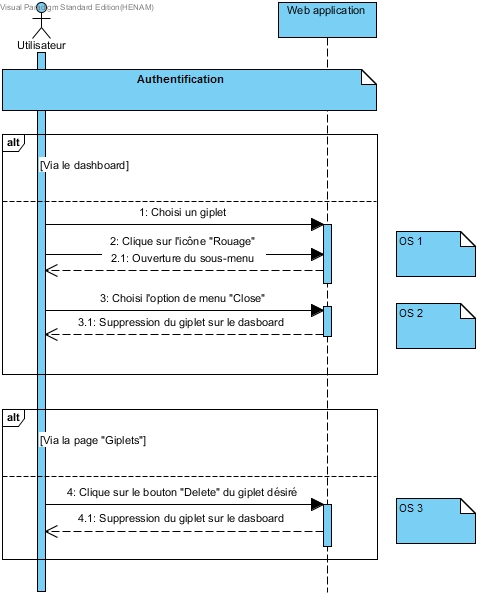 Visual Paradigm Standard Edition(HENAM)
Web application
Utilisateur
Authentification
alt
[Via le dashboard]
1: Choisi un giplet
2: Clique sur l'icône "Rouage"
OS 1
2.1: Ouverture du sous-menu
3: Choisi l'option de menu "Close"
OS 2
3.1: Suppression du giplet sur le dasboard
alt
[Via la page "Giplets"]
4: Clique sur le bouton "Delete" du giplet désiré
OS 3
4.1: Suppression du giplet sur le dasboard